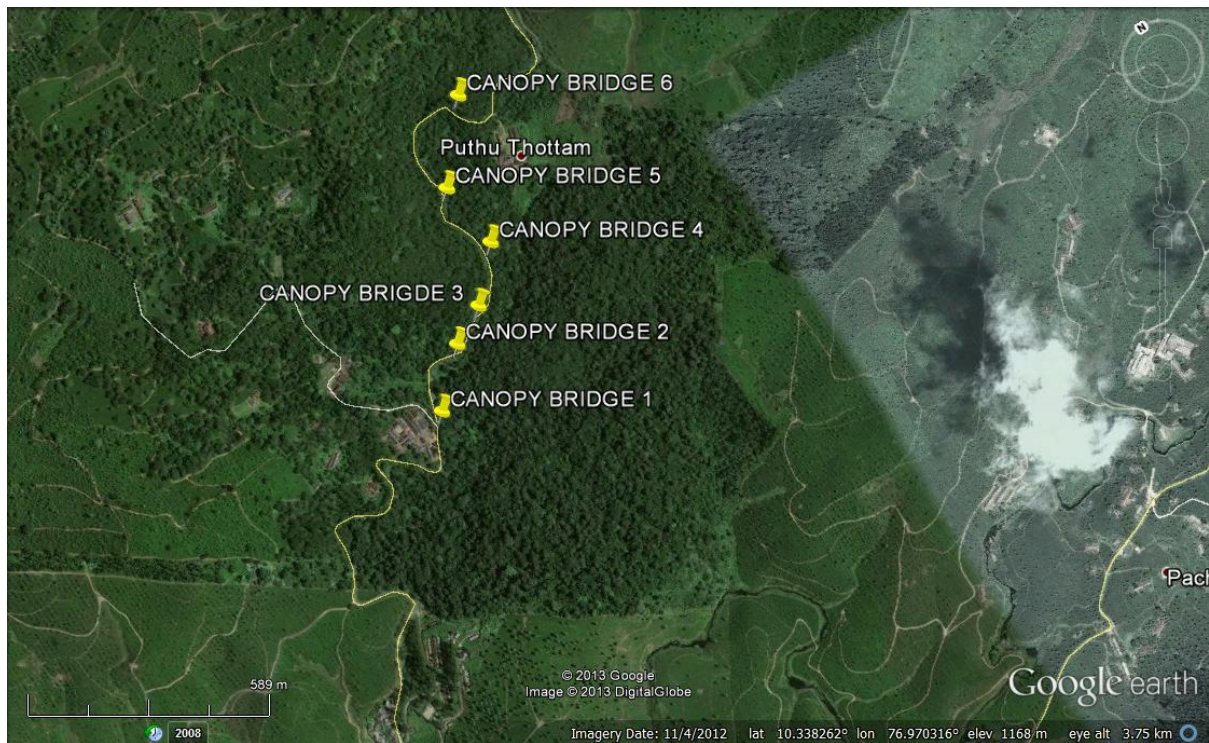 N
CANOPY BRIDGE 6
Puthu Thottam
CANOPY BRIDGE 5
CANOPY BRIDGE 4
CANOPY BRIGDE 3
CANOPY BRIDGE 2
CANOPY BRIDGE 1
Pach
© 2013 Google
Image © 2013 DigitalGlobe
Google earth
589 m
2008
Imagery Date: 11/4/2012 lat 10.338262° lon 76.970316° elev 1168 m eye alt 3.75 km